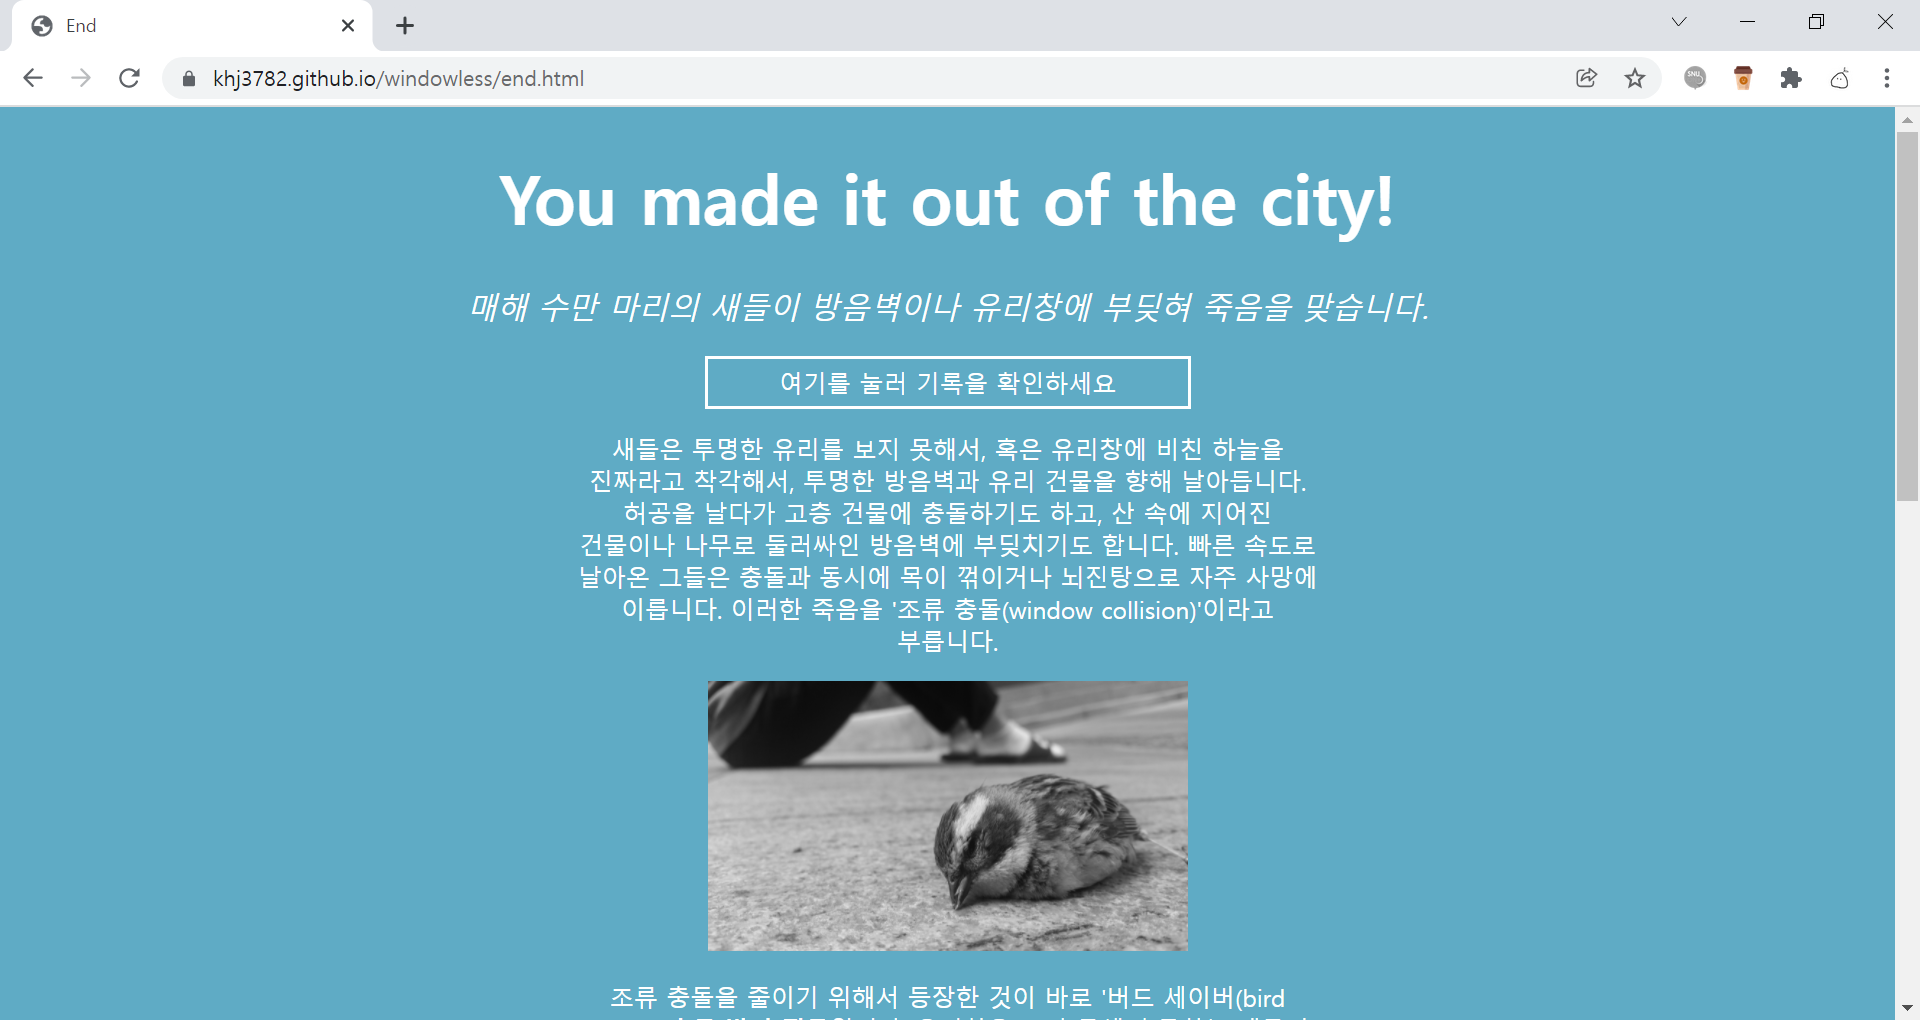 End
khj3782.github.io/windowless/end.html
SNU
You made it out of the city!
매해 수만 마리의 새들이 방음벽이나 유리창에 부딪혀 죽음을 맞습니다.
여기를 눌러 기록을 확인하세요
새들은 투명한 유리를 보지 못해서, 혹은 유리창에 비친 하늘을
진짜라고 착각해서, 투명한 방음벽과 유리 건물을 향해 날아듭니다.
허공을 날다가 고층 건물에 충돌하기도 하고, 산 속에 지어진
건물이나 나무로 둘러싸인 방음벽에 부딪치기도 합니다. 빠른 속도로
날아온 그들은 충돌과 동시에 목이 꺾이거나 뇌진탕으로 자주 사망에
이릅니다. 이러한 죽음을 '조류 충돌(window collision)'이라고
부릅니다.
조류 충돌을 줄이기 위해서 등장한 것이 바로 '버드 세이버(bird